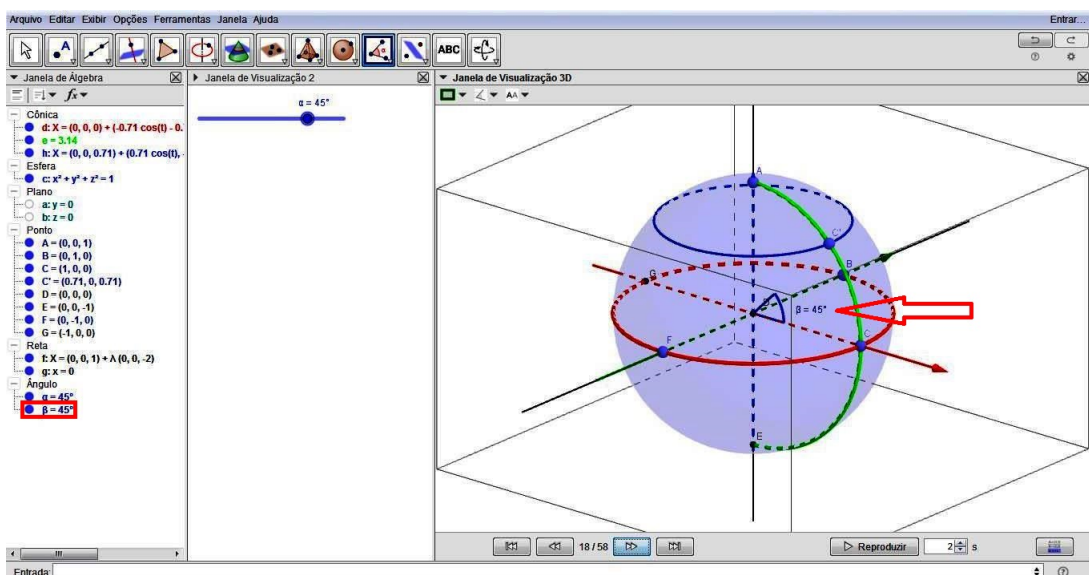 Arquivo Editar Exibir Opções Ferramentas Janela Ajuda
Entrar...
A
ABC
Janela de Álgebra
Janela de Visualização 2
Janela de Visualização 3D
fx
AA
Cônica
d: X = (0, 0, 0) + (-0.71 cos(t) - 0.
e = 3.14
h: X = (0, 0, 0.71) + (0.71 cos(t),
Esfera
c: x² + y² + z² = 1
Plano
a: y = 0
b: z = 0
Ponto
A = (0, 0, 1)
B = (0, 1, 0)
C = (1, 0, 0)
C' = (0.71, 0, 0.71)
D = (0, 0, 0)
E = (0, 0, -1)
F = (0, -1, 0)
G = (-1, 0, 0)
Reta
f: X = (0, 0, 1) + λ (0, 0, -2)
g: x = 0
Ângulo
α = 45°
β = 45°
α = 45°
A
C'
B
G
D
β = 45°
C
F
E
18 / 58
Reproduzir
2 s
Entrada: